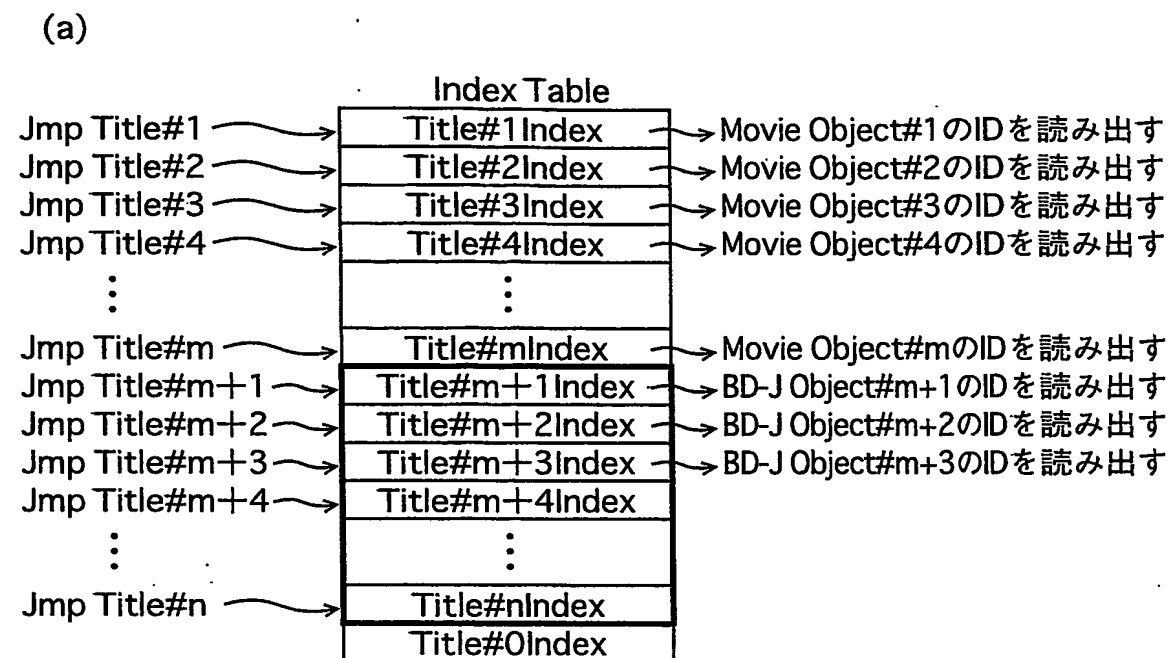 (a)
Index Table
Jmp Title#1 Title#1Index Movie Object#1のIDを読み出す
Jmp Title#2 Title#2Index Movie Object#2のIDを読み出す
Jmp Title#3 Title#3Index Movie Object#3のIDを読み出す
Jmp Title#4 Title#4Index Movie Object#4のIDを読み出す
⋮ ⋮
Jmp Title#m Title#mIndex Movie Object#mのIDを読み出す
Jmp Title#m+1 Title#m+1Index BD-J Object#m+1のIDを読み出す
Jmp Title#m+2 Title#m+2Index BD-J Object#m+2のIDを読み出す
Jmp Title#m+3 Title#m+3Index BD-J Object#m+3のIDを読み出す
Jmp Title#m+4 Title#m+4Index
⋮ ⋮
Jmp Title#n Title#nIndex
Title#0Index